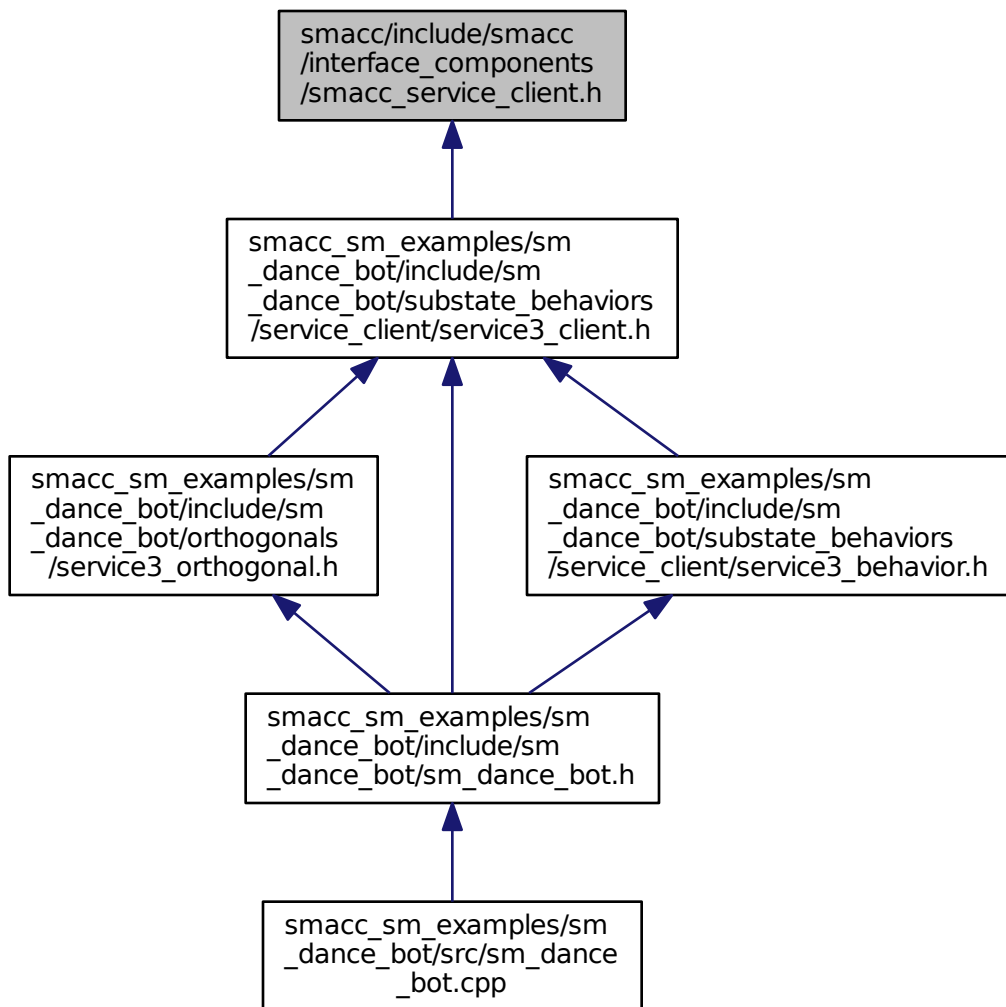 smacc/include/smacc
/interface_components
/smacc_service_client.h
smacc_sm_examples/sm
_dance_bot/include/sm
_dance_bot/substate_behaviors
/service_client/service3_client.h
smacc_sm_examples/sm
_dance_bot/include/sm
_dance_bot/orthogonals
/service3_orthogonal.h
smacc_sm_examples/sm
_dance_bot/include/sm
_dance_bot/substate_behaviors
/service_client/service3_behavior.h
smacc_sm_examples/sm
_dance_bot/include/sm
_dance_bot/sm_dance_bot.h
smacc_sm_examples/sm
_dance_bot/src/sm_dance
_bot.cpp